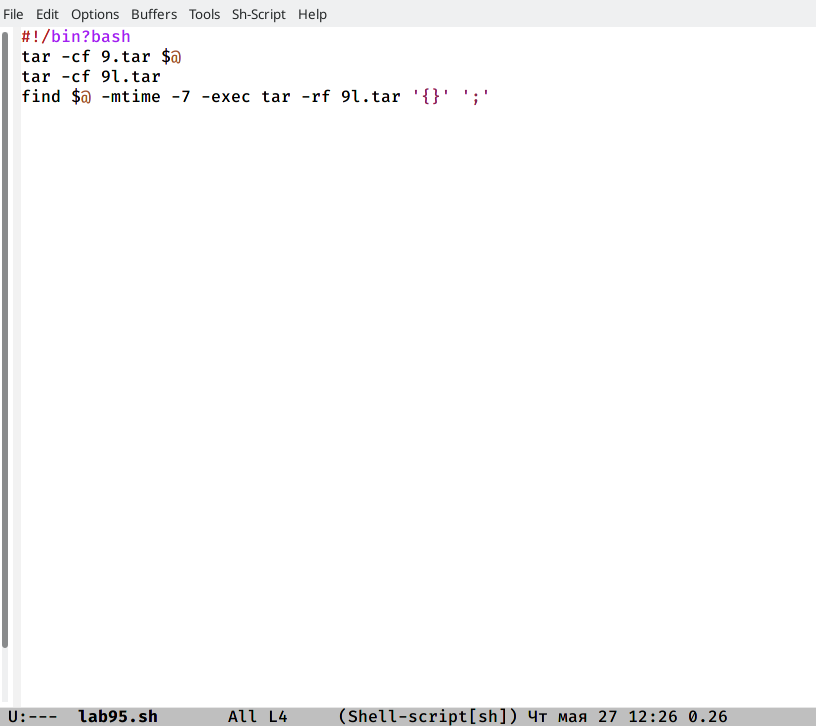 File Edit Options Buffers Tools Sh-Script Help
#!/bin?bash
tar -cf 9.tar $@
tar -cf 9l.tar
find $@ -mtime -7 -exec tar -rf 9l.tar '{}' ';'
U:--- lab95.sh All L4 (Shell-script[sh]) Чт мая 27 12:26 0.26